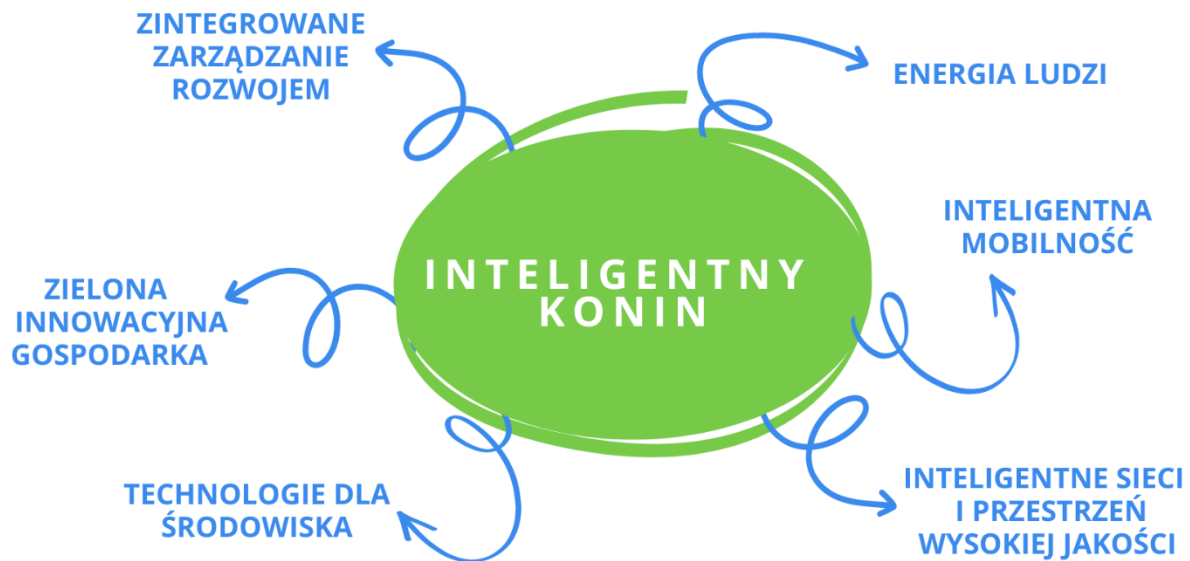 ZINTEGROWANE
ZARZĄDZANIE
ROZWOJEM
ENERGIA LUDZI
INTELIGENTNA
MOBILNOŚĆ
INTELIGENTNY
KONIN
ZIELONA
INNOWACYJNA
GOSPODARKA
TECHNOLOGIE DLA
ŚRODOWISKA
INTELIGENTNE SIECI
I PRZESTRZEŃ
WYSOKIEJ JAKOŚCI